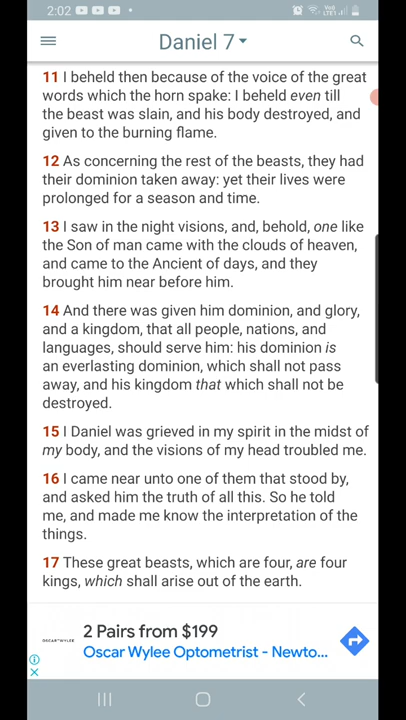 2:02
Daniel 7
11 I beheld then because of the voice of the great
words which the horn spake: I beheld even till
the beast was slain, and his body destroyed, and
given to the burning flame.
12 As concerning the rest of the beasts, they had
their dominion taken away: yet their lives were
prolonged for a season and time.
13 I saw in the night visions, and, behold, one like
the Son of man came with the clouds of heaven,
and came to the Ancient of days, and they
brought him near before him.
14 And there was given him dominion, and glory,
and a kingdom, that all people, nations, and
languages, should serve him: his dominion is
an everlasting dominion, which shall not pass
away, and his kingdom that which shall not be
destroyed.
15 I Daniel was grieved in my spirit in the midst of
my body, and the visions of my head troubled me.
16 I came near unto one of them that stood by,
and asked him the truth of all this. So he told
me, and made me know the interpretation of the
things.
17 These great beasts, which are four, are four
kings, which shall arise out of the earth.
OSCAR WYLEE
2 Pairs from $199
Oscar Wylee Optometrist - Newto...